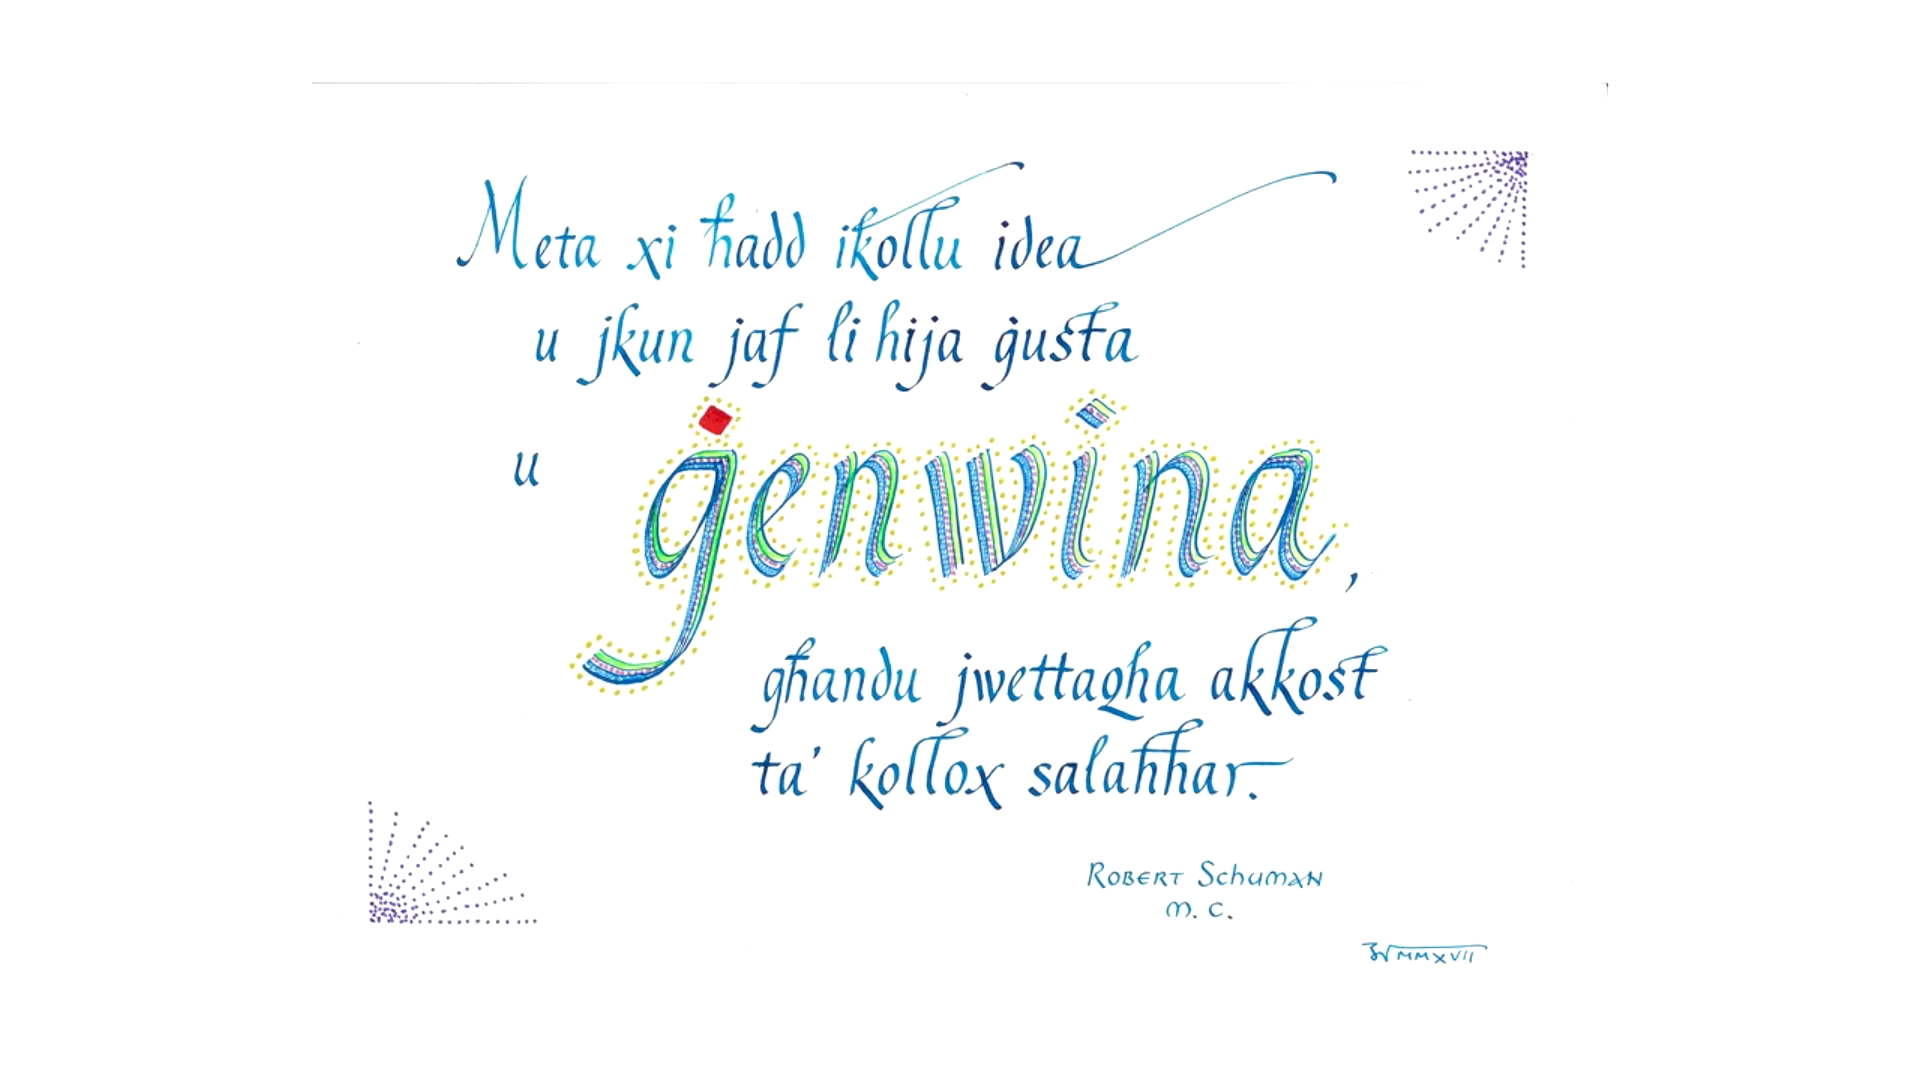 Meta xi ħadd ikollu idea
u jkun jaf li hija ġusta
u ġenwina,
għandu jwettaqha akkost
ta' kollox salaħħar.
Robert Schuman
M. C.
MMXVII